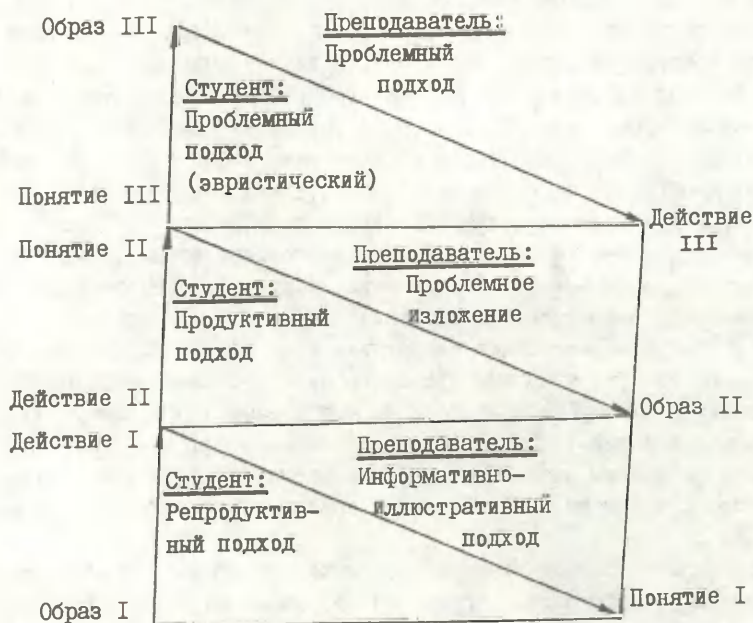 Образ III
Преподаватель:
Проблемный
подход
Студент:
Проблемный
подход
(эвристический)
Понятие III
Действие
III
Понятие II
Преподаватель:
Проблемное
изложение
Студент:
Продуктивный
подход
Действие II
Образ II
Действие I
Преподаватель:
Информативно-
иллюстративный
подход
Студент:
Репродуктив-
ный подход
Понятие I
Образ I